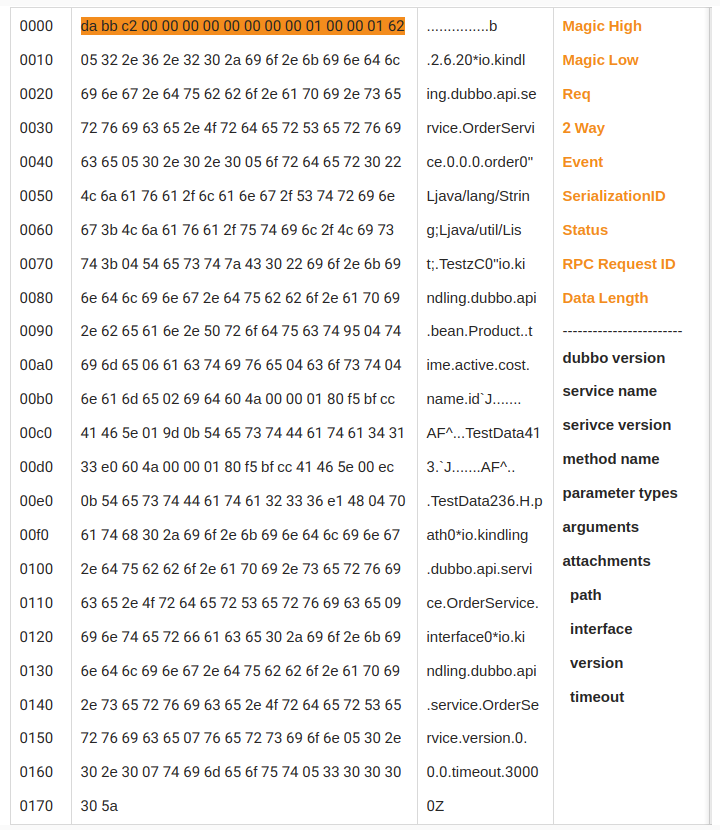 0000 da bb c2 00 00 00 00 00 00 00 00 01 00 00 01 62 ...............b Magic High
0010 05 32 2e 36 2e 32 30 2a 69 6f 2e 6b 69 6e 64 6c .2.6.20*io.kindl Magic Low
0020 69 6e 67 2e 64 75 62 62 6f 2e 61 70 69 2e 73 65 ing.dubbo.api.se Req
0030 72 76 69 63 65 2e 4f 72 64 65 72 53 65 72 76 69 rvice.OrderServi 2 Way
0040 63 65 05 30 2e 30 2e 30 05 6f 72 64 65 72 30 22 ce.0.0.0.order0" Event
0050 4c 6a 61 76 61 2f 6c 61 6e 67 2f 53 74 72 69 6e Ljava/lang/Strin SerializationID
0060 67 3b 4c 6a 61 76 61 2f 75 74 69 6c 2f 4c 69 73 g;Ljava/util/Lis Status
0070 74 3b 04 54 65 73 74 7a 43 30 22 69 6f 2e 6b 69 t;.TestzC0"io.ki RPC Request ID
0080 6e 64 6c 69 6e 67 2e 64 75 62 62 6f 2e 61 70 69 ndling.dubbo.api Data Length
0090 2e 62 65 61 6e 2e 50 72 6f 64 75 63 74 95 04 74 .bean.Product..t ------------------------
00a0 69 6d 65 06 61 63 74 69 76 65 04 63 6f 73 74 04 ime.active.cost. dubbo version
00b0 6e 61 6d 65 02 69 64 60 4a 00 00 01 80 f5 bf cc name.id`J....... service name
00c0 41 46 5e 01 9d 0b 54 65 73 74 44 61 74 61 34 31 AF^...TestData41 serivce version
00d0 33 e0 60 4a 00 00 01 80 f5 bf cc 41 46 5e 00 ec 3.`J.......AF^.. method name
00e0 0b 54 65 73 74 44 61 74 61 32 33 36 e1 48 04 70 .TestData236.H.p parameter types
00f0 61 74 68 30 2a 69 6f 2e 6b 69 6e 64 6c 69 6e 67 ath0*io.kindling arguments
0100 2e 64 75 62 62 6f 2e 61 70 69 2e 73 65 72 76 69 .dubbo.api.servi attachments
0110 63 65 2e 4f 72 64 65 72 53 65 72 76 69 63 65 09 ce.OrderService. path
0120 69 6e 74 65 72 66 61 63 65 30 2a 69 6f 2e 6b 69 interface0*io.ki interface
0130 6e 64 6c 69 6e 67 2e 64 75 62 62 6f 2e 61 70 69 ndling.dubbo.api version
0140 2e 73 65 72 76 69 63 65 2e 4f 72 64 65 72 53 65 .service.OrderSe timeout
0150 72 76 69 63 65 07 76 65 72 73 69 6f 6e 05 30 2e rvice.version.0.
0160 30 2e 30 07 74 69 6d 65 6f 75 74 05 33 30 30 30 0.0.timeout.3000
0170 30 5a 0Z